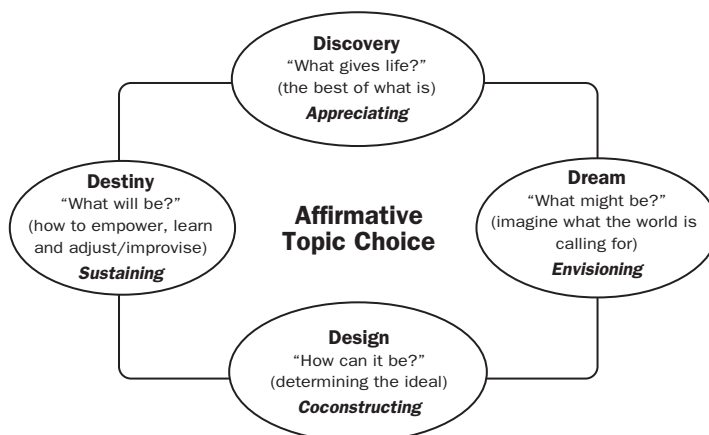 Discovery
“What gives life?”
(the best of what is)
Appreciating
Destiny
“What will be?”
(how to empower, learn
and adjust/improvise)
Sustaining
Affirmative
Topic Choice
Dream
“What might be?”
(imagine what the world is
calling for)
Envisioning
Design
“How can it be?”
(determining the ideal)
Coconstructing